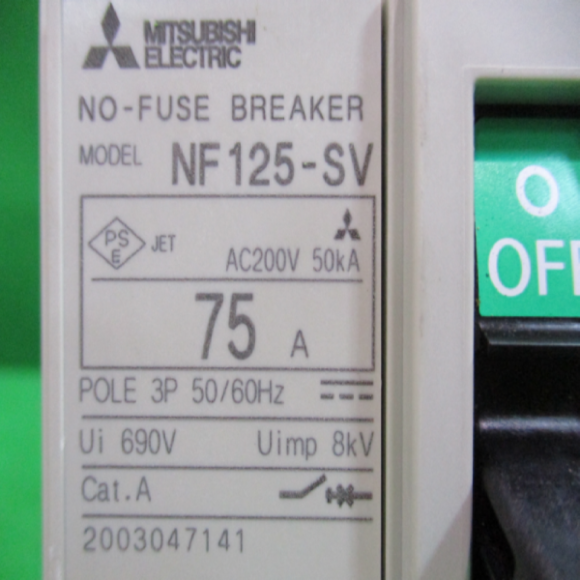 MITSUBISHI
ELECTRIC
NO-FUSE BREAKER
MODEL NF125-SV
PS
E
JET
AC200V 50kA
75 A
POLE 3P 50/60Hz
Ui 690V Uimp 8kV
Cat.A
2003047141
O
OFF